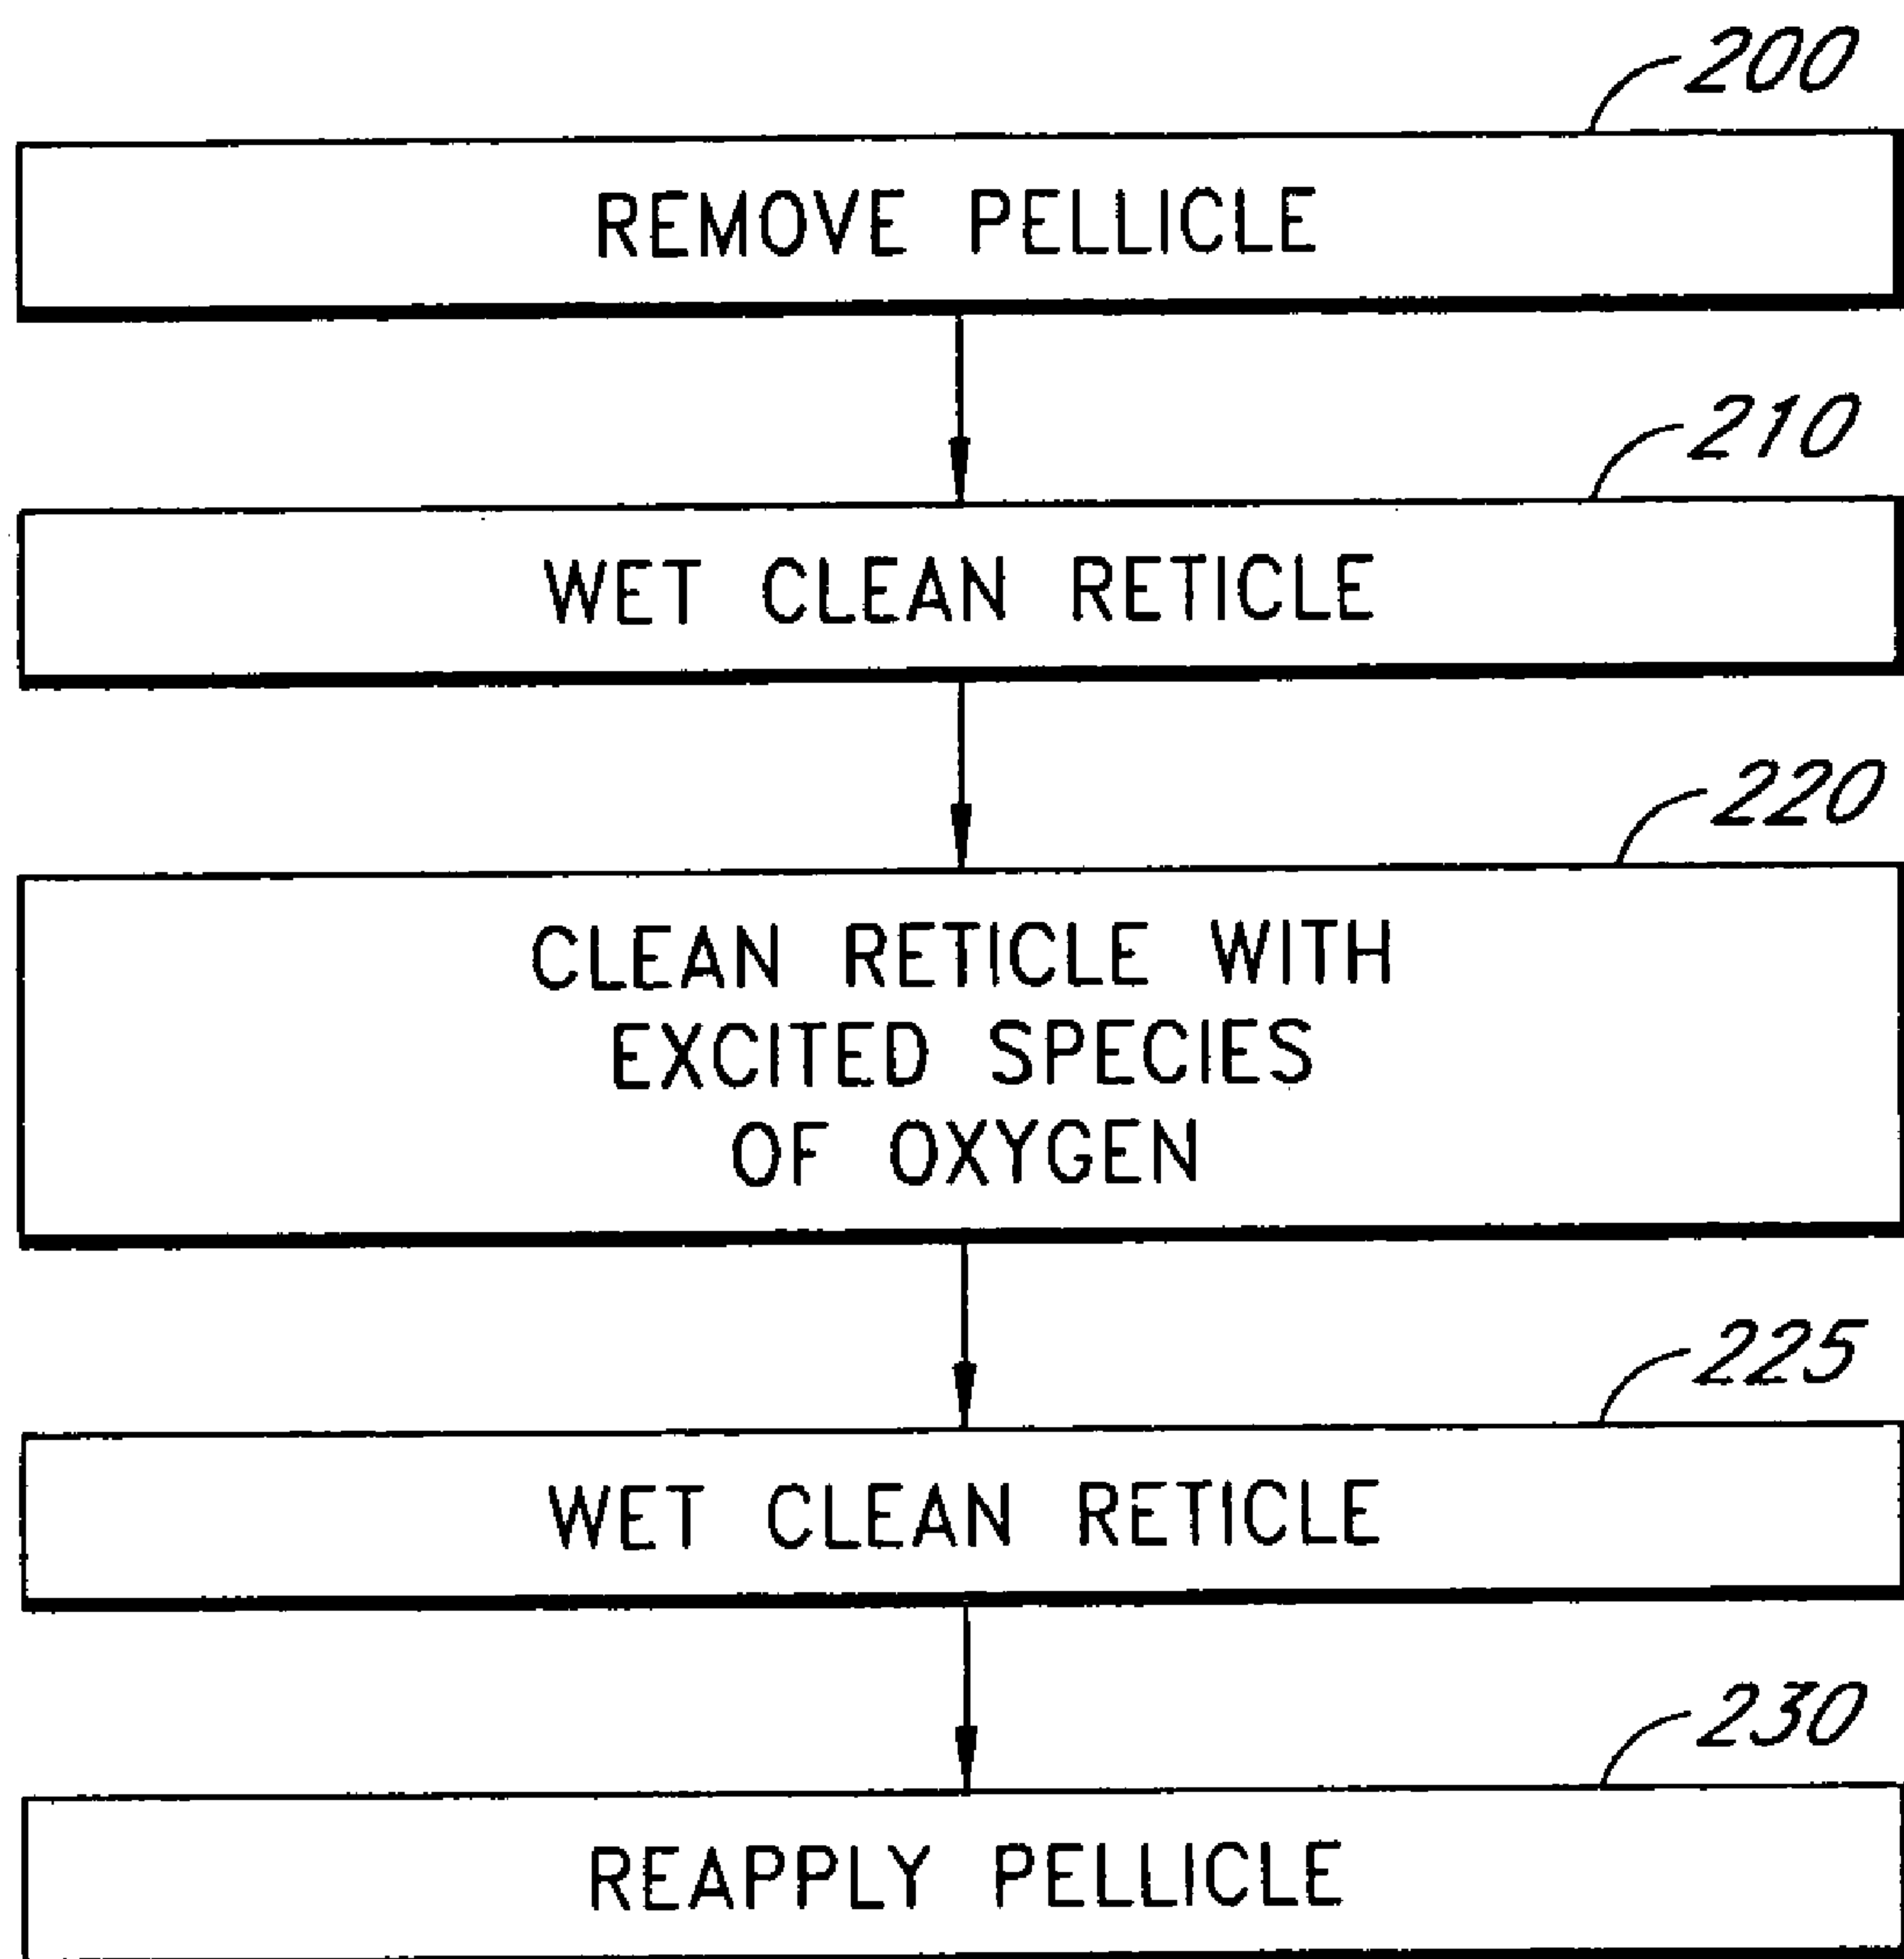 200
REMOVE PELLICLE
210
WET CLEAN RETICLE
220
CLEAN RETICLE WITH
EXCITED SPECIES
OF OXYGEN
225
WET CLEAN RETICLE
230
REAPPLY PELLICLE